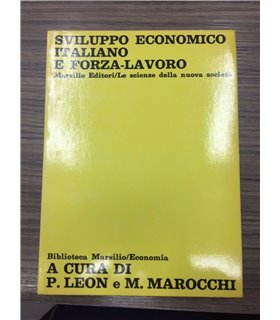 SVILUPPO ECONOMICO
ITALIANO
E FORZA-LAVORO
Marsilio Editori/Le scienze della nuova società
Biblioteca Marsilio/Economia
A CURA DI
P. LEON e M. MAROCCHI